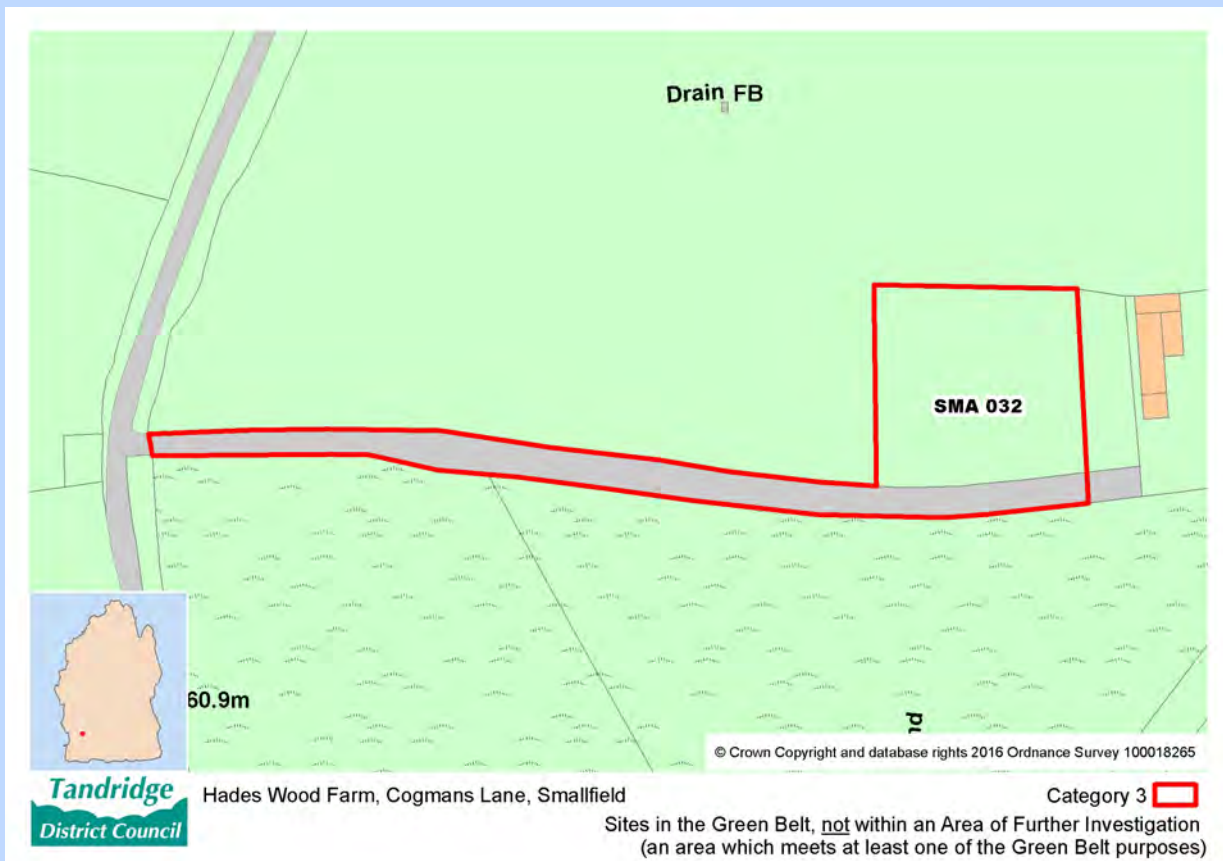 Drain FB
SMA 032
60.9m
© Crown Copyright and database rights 2016 Ordnance Survey 100018265
Tandridge
District Council
Hades Wood Farm, Cogmans Lane, Smallfield
Category 3
Sites in the Green Belt, not within an Area of Further Investigation
(an area which meets at least one of the Green Belt purposes)